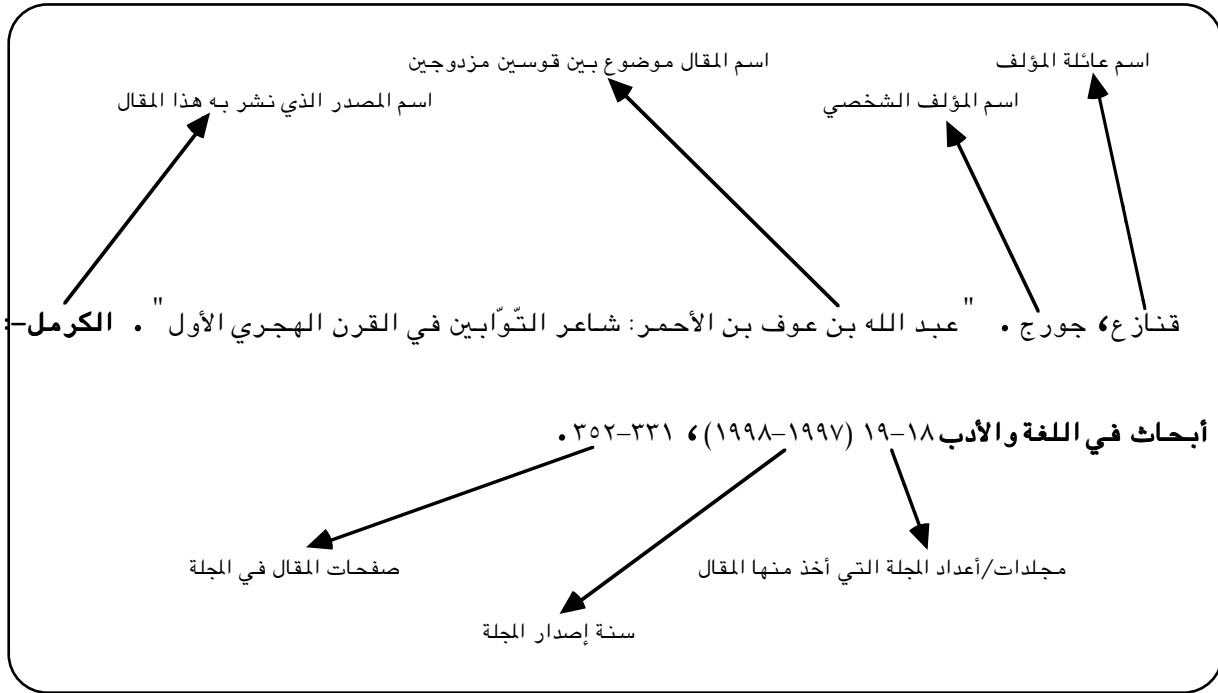 اسم عائلة المؤلف
اسم المقال موضوع بين قوسين مزدوجين
اسم المؤلف الشخصي
اسم المصدر الذي نشر به هذا المقال
قنازع، جورج. "عبد الله بن عوف بن الأحمر: شاعر التّوّابين في القرن الهجري الأول". الكرمل–:
أبحاث في اللغة والأدب ١٨–١٩ (١٩٩٧–١٩٩٨)، ٣٣١–٣٥٢.
مجلدات/أعداد المجلة التي أخذ منها المقال
صفحات المقال في المجلة
سنة إصدار المجلة